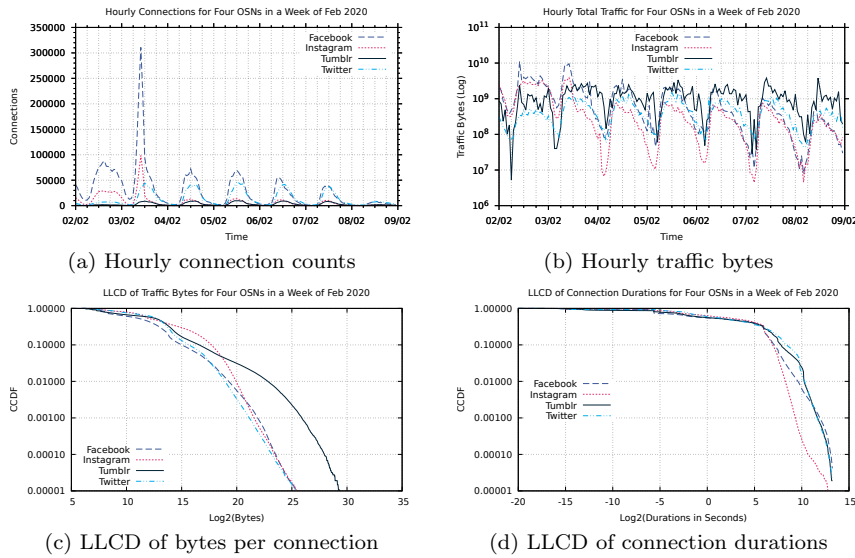 Hourly Connections for Four OSNs in a Week of Feb 2020
Connections
350000
300000
250000
200000
150000
100000
50000
0
Facebook
Instagram
Tumblr
Twitter
02/02 03/02 04/02 05/02 06/02 07/02 08/02 09/02
Time
(a) Hourly connection counts
Hourly Total Traffic for Four OSNs in a Week of Feb 2020
Traffic Bytes (Log)
10^11
10^10
10^9
10^8
10^7
10^6
Facebook
Instagram
Tumblr
Twitter
02/02 03/02 04/02 05/02 06/02 07/02 08/02 09/02
Time
(b) Hourly traffic bytes
LLCD of Traffic Bytes for Four OSNs in a Week of Feb 2020
CCDF
1.00000
0.10000
0.01000
0.00100
0.00010
0.00001
Facebook
Instagram
Tumblr
Twitter
5 10 15 20 25 30 35
Log2(Bytes)
(c) LLCD of bytes per connection
LLCD of Connection Durations for Four OSNs in a Week of Feb 2020
CCDF
1.00000
0.10000
0.01000
0.00100
0.00010
0.00001
Facebook
Instagram
Tumblr
Twitter
-20 -15 -10 -5 0 5 10 15
Log2(Durations in Seconds)
(d) LLCD of connection durations